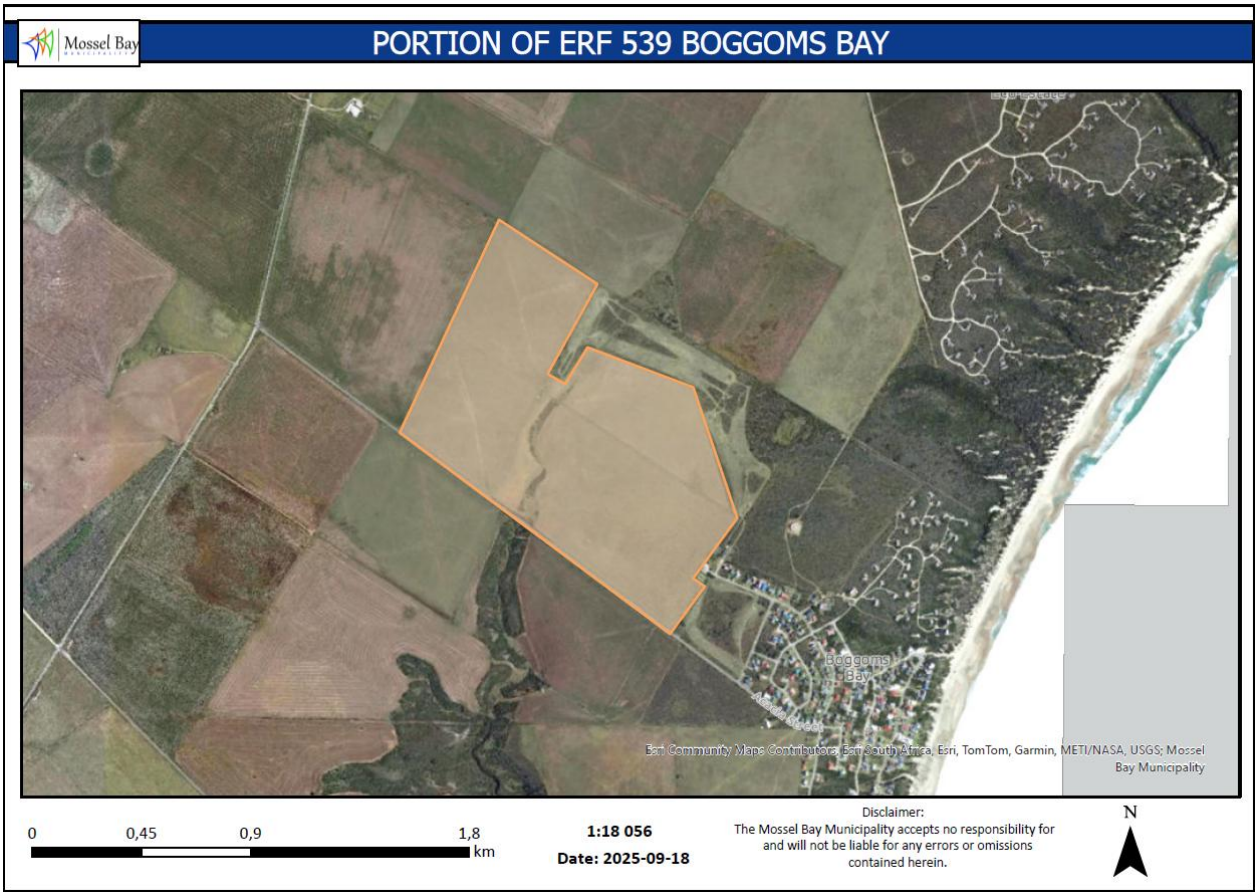 Mossel Bay
MUNICIPALITY
PORTION OF ERF 539 BOGGOMS BAY
Boggoms
Bay
Acacia Street
Esri Community Maps Contributors, Esri South Africa, Esri, TomTom, Garmin, METI/NASA, USGS; Mossel
Bay Municipality
0 0,45 0,9 1,8
km
1:18 056
Date: 2025-09-18
Disclaimer:
The Mossel Bay Municipality accepts no responsibility for
and will not be liable for any errors or omissions
contained herein.
N